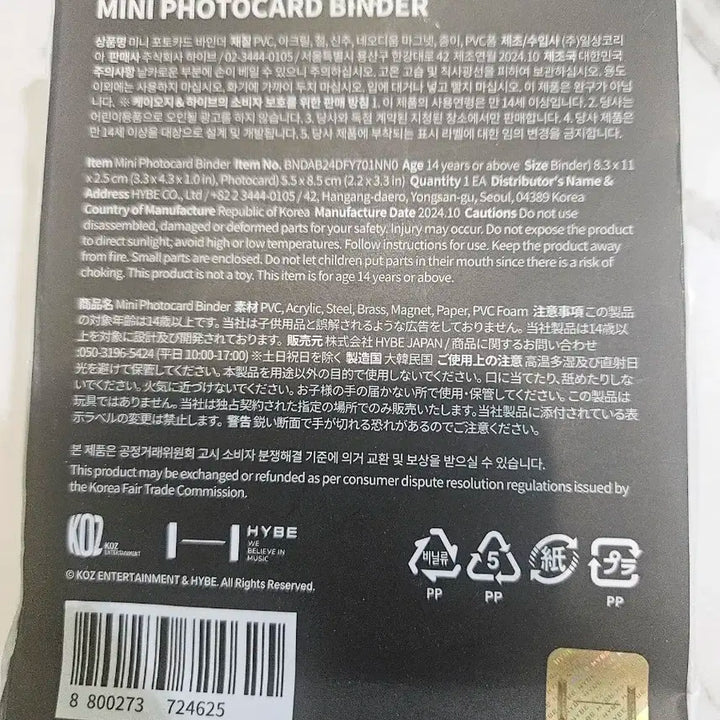 MINI PHOTOCARD BINDER
상품명 미니 포토카드 바인더 재질 PVC, 아크릴, 철, 신주, 네오디움 마그넷, 종이, PVC폼 제조/수입사 (주)일상코리
아 판매사 주식회사 하이브 / 02-3444-0105 / 서울특별시 용산구 한강대로 42 제조연월 2024.10 제조국 대한민국
주의사항 날카로운 부분에 손이 베일 수 있으니 주의하십시오. 고온 고습 및 직사광선을 피하여 보관하십시오. 용도
이외에는 사용하지 마십시오. 화기에 가까이 두지 마십시오. 입에 대거나 넣고 빨지 마십시오. 이 제품은 완구가 아닙
니다. ※ 케이오지 & 하이브의 소비자 보호를 위한 판매 방침 1. 이 제품의 사용연령은 만 14세 이상입니다. 2. 당사는
어린이용품으로 오인될 광고를 하지 않습니다. 3. 당사와 독점 계약된 지정된 장소에서만 판매합니다. 4. 당사 제품은
만 14세 이상을 대상으로 설계 및 개발됩니다. 5. 당사 제품에 부착되는 표시 라벨에 대한 임의 변경을 금지합니다.
Item Mini Photocard Binder Item No. BNDAB24DFY701NN0 Age 14 years or above Size Binder) 8.3 x 11
x 2.5 cm (3.3 x 4.3 x 1.0 in), Photocard) 5.5 x 8.5 cm (2.2 x 3.3 in) Quantity 1 EA Distributor's Name &
Address HYBE CO., Ltd / +82 2 3444-0105 / 42, Hangang-daero, Yongsan-gu, Seoul, 04389 Korea
Country of Manufacture Republic of Korea Manufacture Date 2024.10 Cautions Do not use
disassembled, damaged or deformed parts for your safety. Injury may occur. Do not expose the product
to direct sunlight; avoid high or low temperatures. Follow instructions for use. Keep the product away
from fire. Small parts are enclosed. Do not let children put parts in their mouth since there is a risk of
choking. This product is not a toy. This item is for age 14 years or above.
商品名 Mini Photocard Binder 素材 PVC, Acrylic, Steel, Brass, Magnet, Paper, PVC Foam 注意事項 この製品
の対象年齢は14歳以上です。当社は子供用品と誤解されるような広告をしておりません。当社製品は14歳以
上を対象に設計及び開発されております。販売元 株式会社 HYBE JAPAN / 商品に関するお問い合わせ
:050-3196-5424 (平日 10:00-17:00) ※土日祝日を除く 製造国 大韓民国 ご使用上の注意 高温多湿及び直射日
光を避けて保管してください。本製品を用途以外の目的で使用しないでください。口に当てたり、舐めたりしな
いでください。火気に近づけないでください。お子様の手の届かない所で使用・保管してください。この製品は
玩具ではありません。当社は独占契約された指定の場所でのみ販売いたします。当社製品に添付されている表
示ラベルの変更は禁止します。 警告 鋭い断面で手が切れる恐れがあるのでご注意ください。
본 제품은 공정거래위원회 고시 소비자 분쟁해결 기준에 의거 교환 및 보상을 받으실 수 있습니다.
This product may be exchanged or refunded as per consumer dispute resolution regulations issued by
the Korea Fair Trade Commission.
KOZ KOZ ENTERTAINMENT HYBE WE BELIEVE IN MUSIC
비닐류 5 紙 プラ
PP PP PP
© KOZ ENTERTAINMENT & HYBE. All Rights Reserved.
8 800273 724625
HYBE